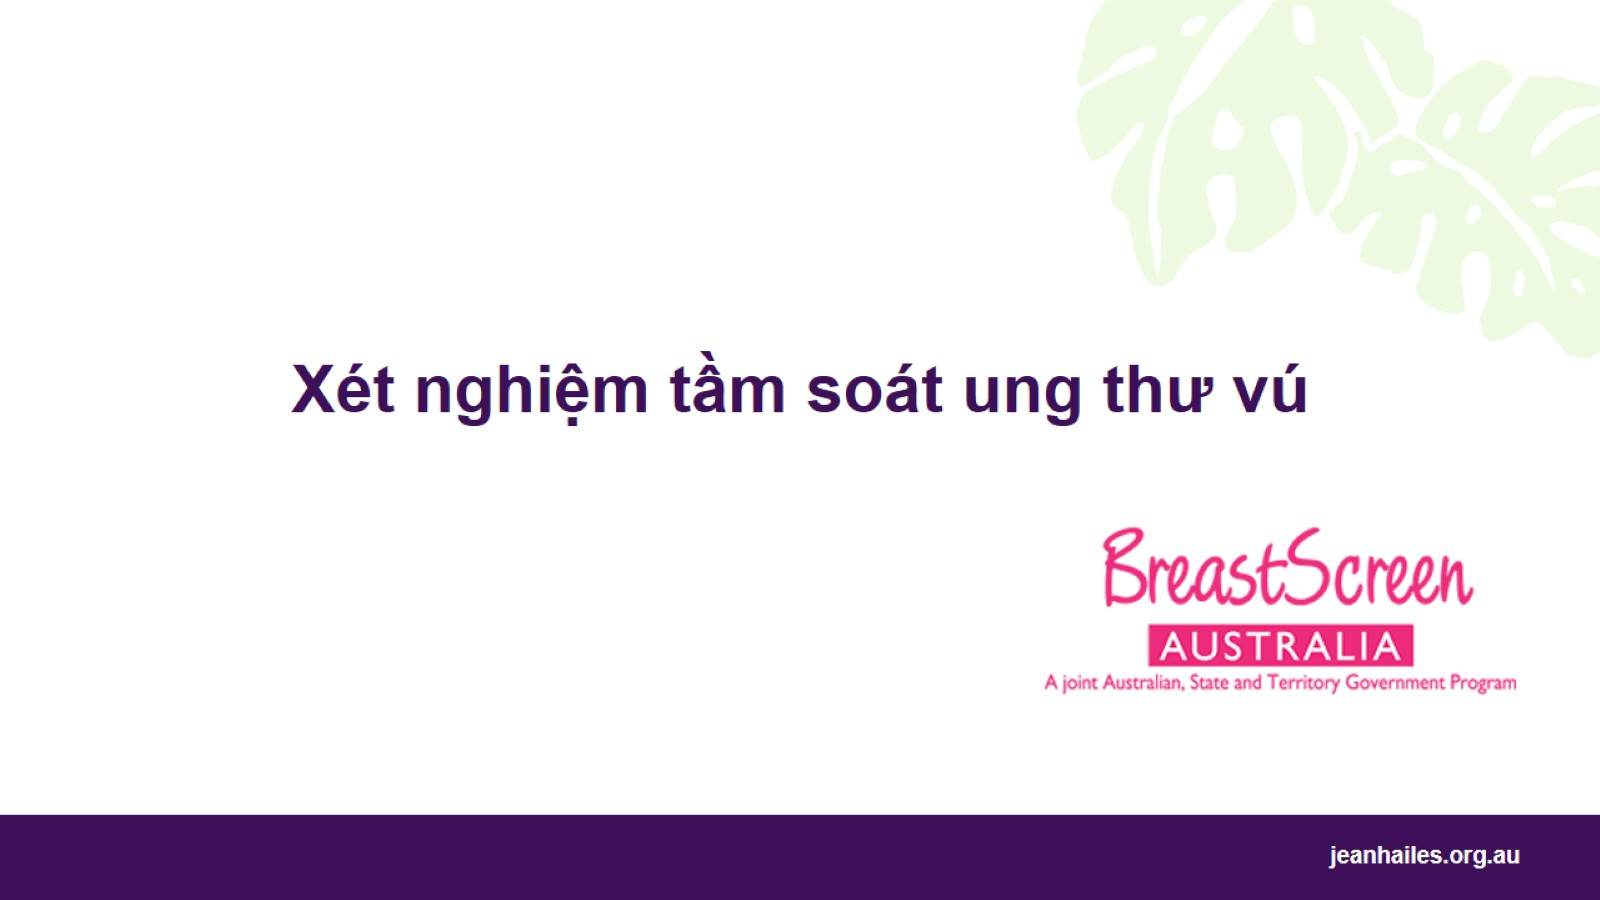 Xét nghiệm tầm soát ung thư vú
BreastScreen
AUSTRALIA
A joint Australian, State and Territory Government Program
jeanhailes.org.au